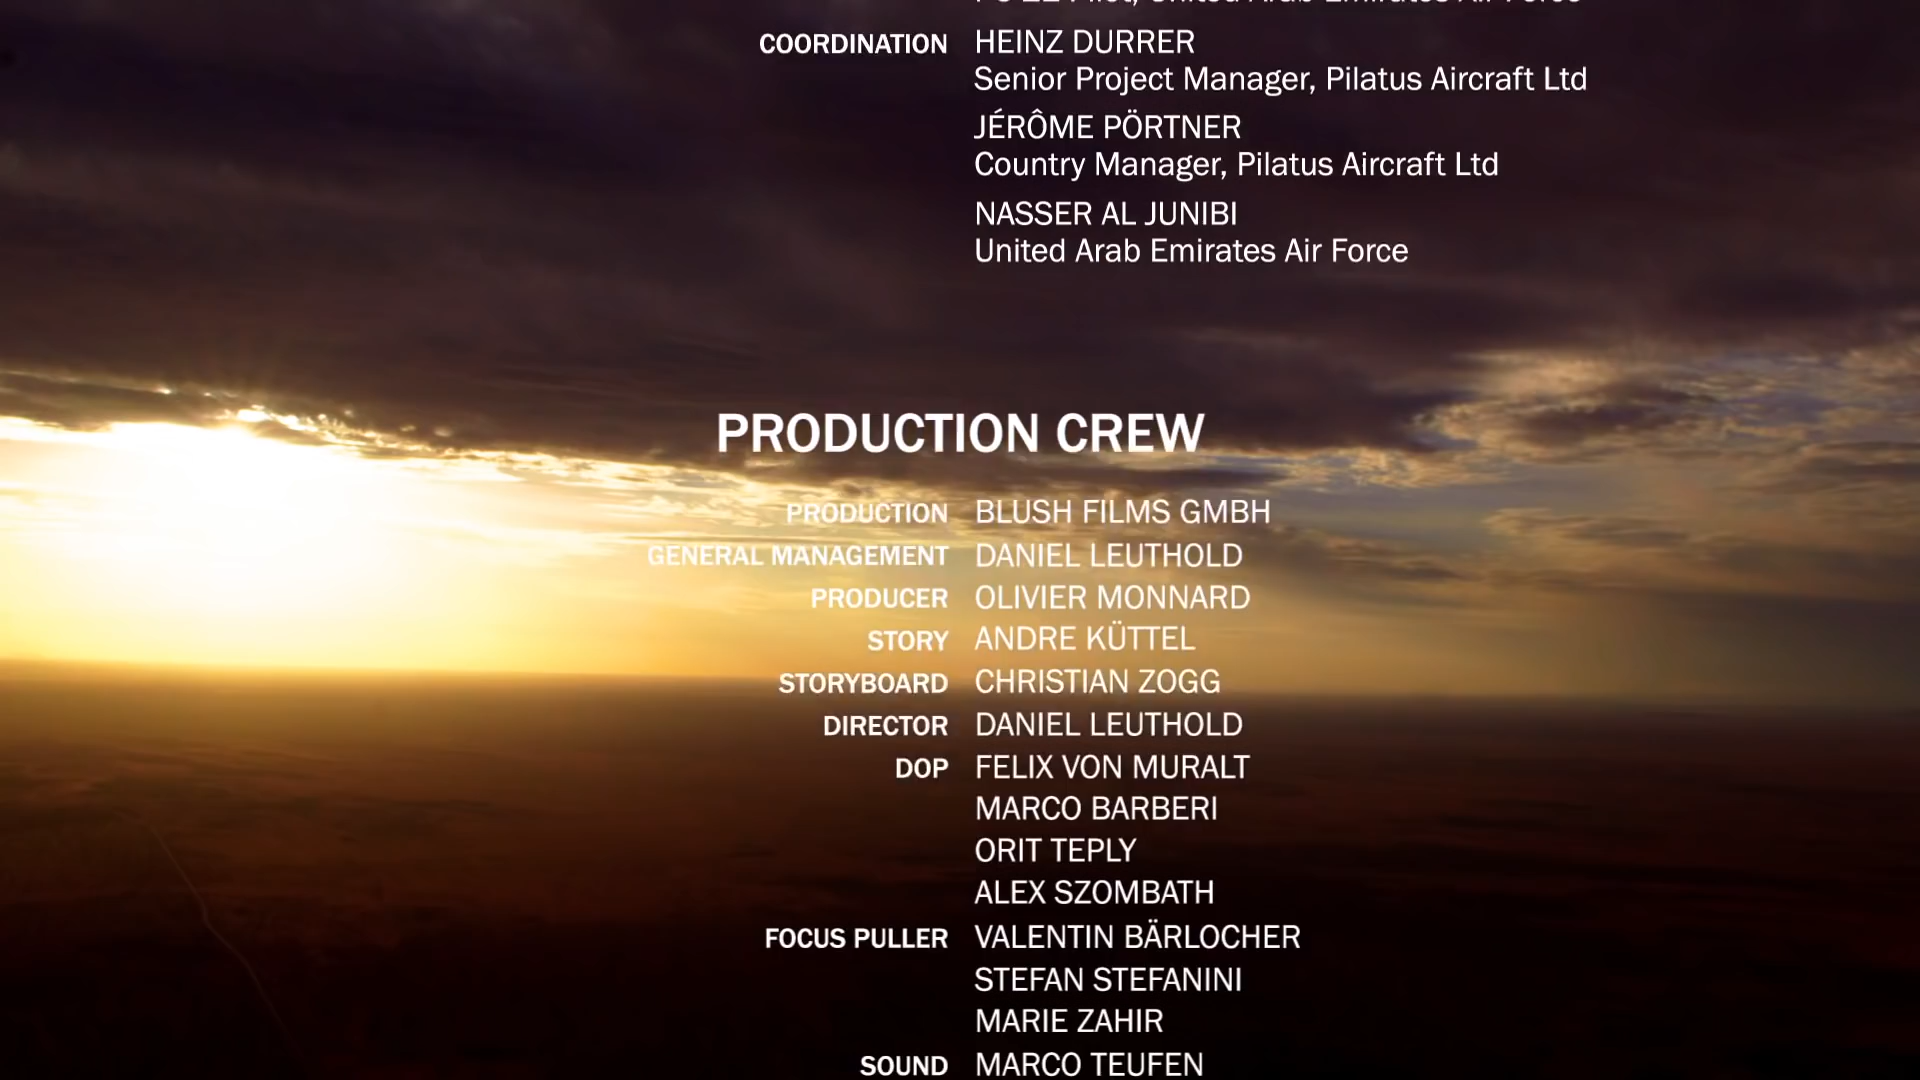 COORDINATION HEINZ DURRER
Senior Project Manager, Pilatus Aircraft Ltd
JÉRÔME PÖRTNER
Country Manager, Pilatus Aircraft Ltd
NASSER AL JUNIBI
United Arab Emirates Air Force
PRODUCTION CREW
PRODUCTION BLUSH FILMS GMBH
GENERAL MANAGEMENT DANIEL LEUTHOLD
PRODUCER OLIVIER MONNARD
STORY ANDRE KÜTTEL
STORYBOARD CHRISTIAN ZOGG
DIRECTOR DANIEL LEUTHOLD
DOP FELIX VON MURALT
MARCO BARBERI
ORIT TEPLY
ALEX SZOMBATH
FOCUS PULLER VALENTIN BÄRLOCHER
STEFAN STEFANINI
MARIE ZAHIR
SOUND MARCO TEUFEN